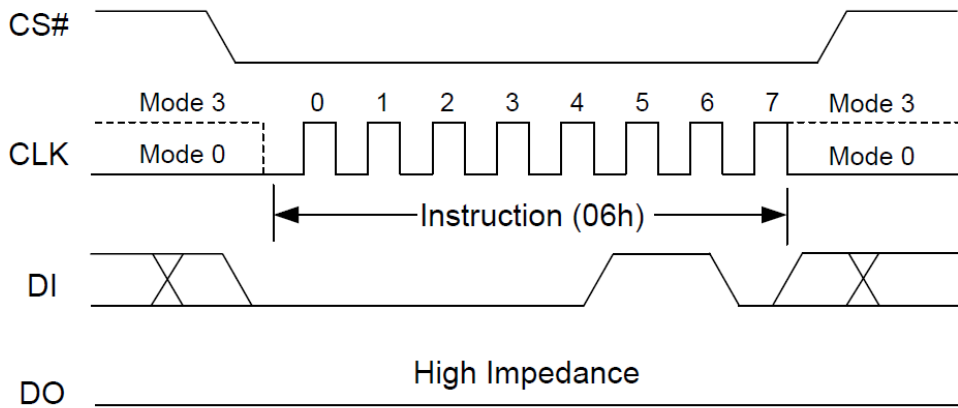 CS#
Mode 3 0 1 2 3 4 5 6 7 Mode 3
CLK Mode 0 Mode 0
Instruction (06h)
DI
High Impedance
DO